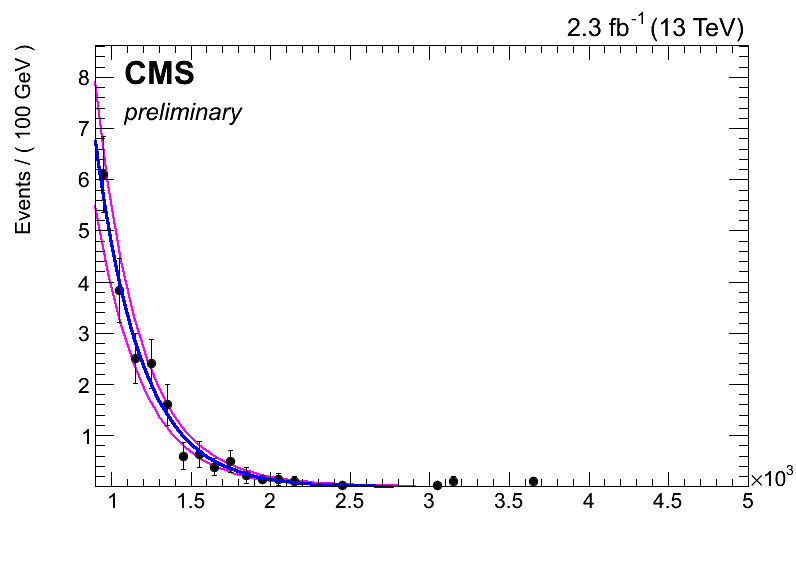 2.3 fb⁻¹ (13 TeV)
CMS
preliminary
Events / ( 100 GeV )
8
7
6
5
4
3
2
1
1 1.5 2 2.5 3 3.5 4 4.5 5
×10³